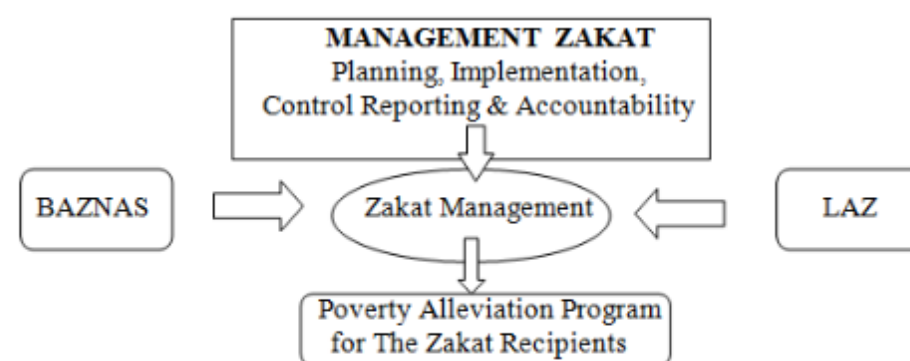 MANAGEMENT ZAKAT
Planning, Implementation,
Control Reporting & Accountability
BAZNAS
Zakat Management
LAZ
Poverty Alleviation Program
for The Zakat Recipients